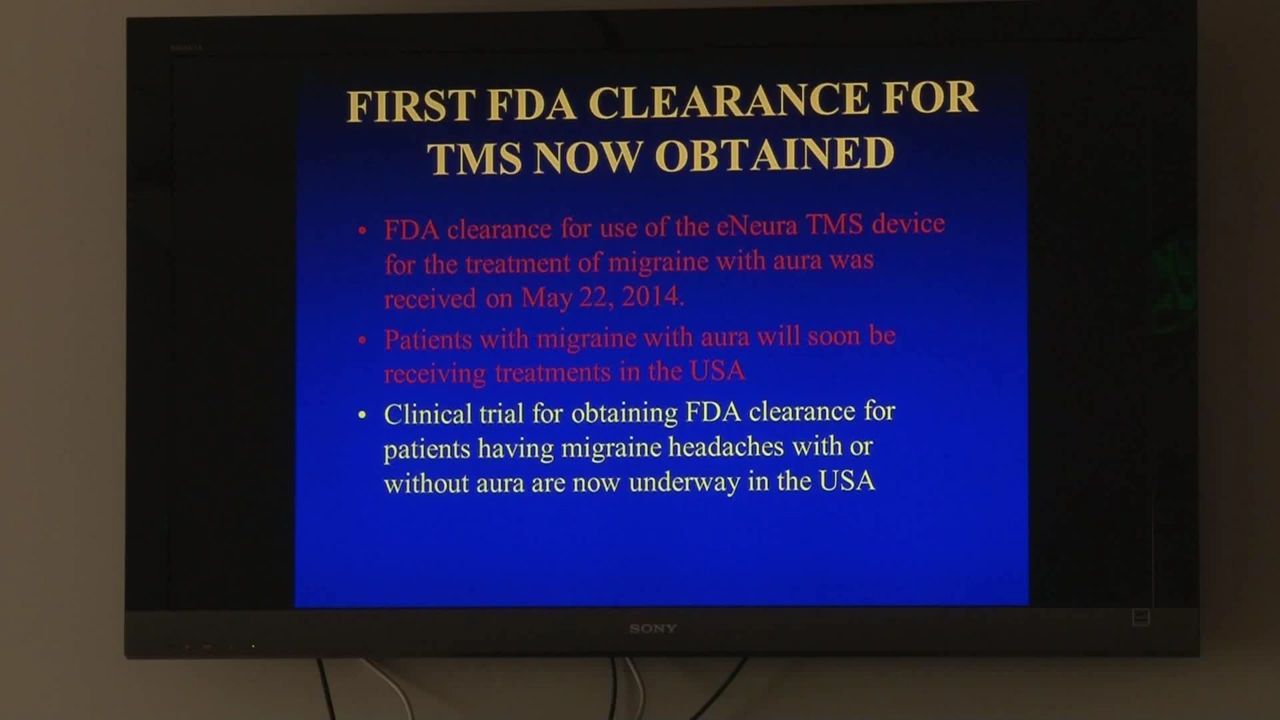 FIRST FDA CLEARANCE FOR
TMS NOW OBTAINED
• FDA clearance for use of the eNeura TMS device
for the treatment of migraine with aura was
received on May 22, 2014.
• Patients with migraine with aura will soon be
receiving treatments in the USA
• Clinical trial for obtaining FDA clearance for
patients having migraine headaches with or
without aura are now underway in the USA
SONY